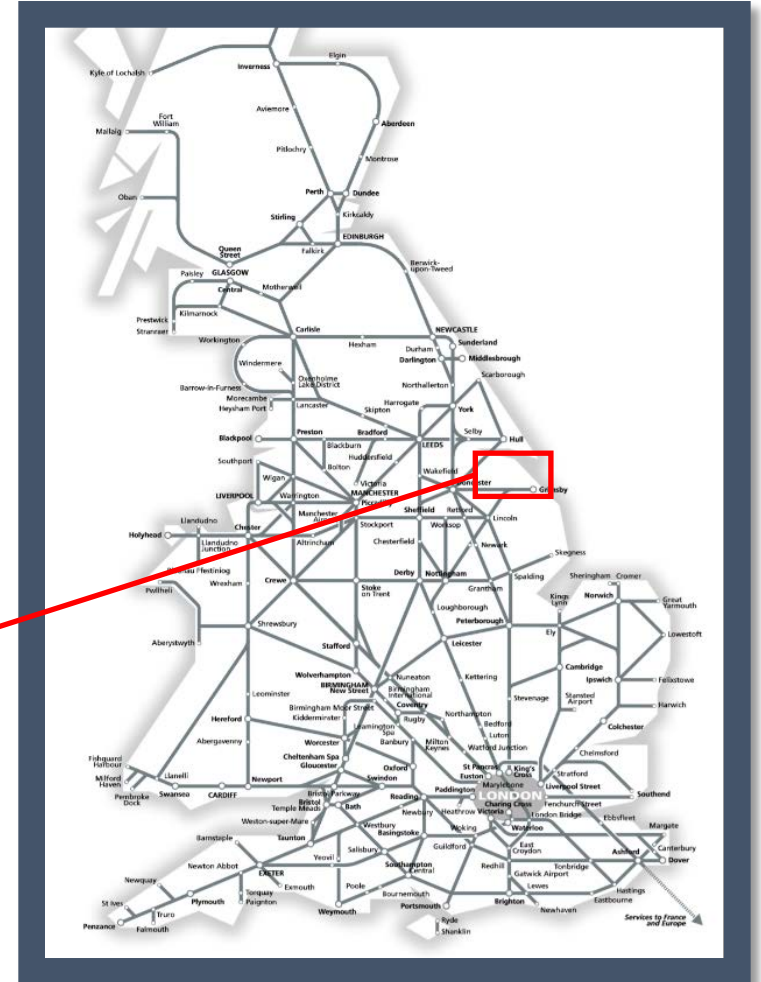 Elgin
Inverness
Kyle of Lochalsh
Aviemore
Fort
William
Mallaig
Aberdeen
Pitlochry
Montrose
Perth
Dundee
Oban
Kirkcaldy
Stirling
EDINBURGH
Queen
Street
Falkirk
Berwick-
upon-Tweed
Paisley
GLASGOW
Central
Motherwell
Prestwick
Kilmarnock
Stranraer
Carlisle
NEWCASTLE
Workington
Hexham
Sunderland
Durham
Darlington
Middlesbrough
Windermere
Scarborough
Oxenholme
Lake District
Barrow-in-Furness
Northallerton
Morecambe
Lancaster
Harrogate
York
Heysham Port
Skipton
Preston
Bradford
Selby
Blackpool
Blackburn
LEEDS
Hull
Southport
Huddersfield
Bolton
Wakefield
Wigan
Victoria
Grimsby
LIVERPOOL
Warrington
MANCHESTER
Sheffield
Retford
Llandudno
Manchester
Stockport
Worksop
Lincoln
Holyhead
Chester
Llandudno
Junction
Altrincham
Chesterfield
Newark
Skegness
Ffestiniog
Wrexham
Crewe
Stoke
on Trent
Derby
Nottingham
Spalding
Sheringham
Cromer
Pwllheli
Grantham
Kings
Lynn
Norwich
Great
Yarmouth
Loughborough
Aberystwyth
Shrewsbury
Peterborough
Ely
Lowestoft
Stafford
Leicester
Wolverhampton
Cambridge
BIRMINGHAM
New Street
Nuneaton
Kettering
Ipswich
Felixstowe
Leominster
Birmingham
International
Stevenage
Stansted
Airport
Birmingham Moor Street
Coventry
Harwich
Hereford
Kidderminster
Rugby
Northampton
Leamington
Spa
Bedford
Colchester
Abergavenny
Worcester
Banbury
Milton
Keynes
Luton
Watford Junction
Chelmsford
Fishguard
Harbour
Cheltenham Spa
Gloucester
Oxford
St Pancras
Euston
King's
Cross
Stratford
Milford
Haven
Llanelli
Newport
Swindon
Marylebone
Liverpool Street
Pembroke
Dock
Swansea
CARDIFF
Bristol Parkway
Paddington
LONDON
Southend
Bristol
Temple Meads
Bath
Reading
Charing Cross
Fenchurch Street
Newbury
Heathrow
Victoria
London Bridge
Ebbsfleet
Weston-super-Mare
Westbury
Basingstoke
Woking
Waterloo
Margate
Barnstaple
Taunton
Salisbury
Guildford
East
Croydon
Canterbury
Newton Abbot
Yeovil
Southampton
Central
Redhill
Tonbridge
Ashford
Dover
Gatwick Airport
Newquay
EXETER
Exmouth
Poole
Bournemouth
Lewes
Hastings
St Ives
Plymouth
Torquay
Paignton
Weymouth
Portsmouth
Brighton
Newhaven
Eastbourne
Truro
Penzance
Falmouth
Ryde
Shanklin
Services to France
and Europe